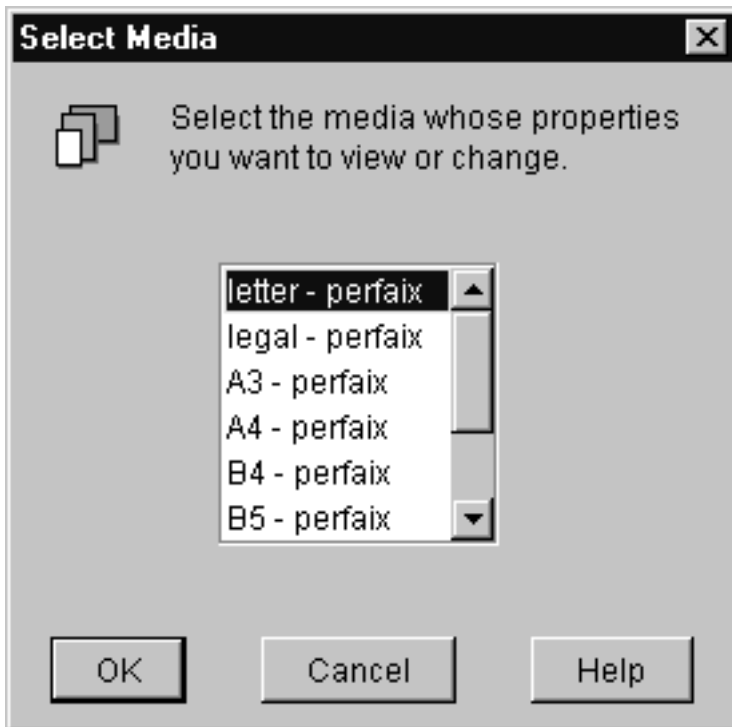 Select Media
Select the media whose properties
you want to view or change.
letter - perfaix
legal - perfaix
A3 - perfaix
A4 - perfaix
B4 - perfaix
B5 - perfaix
OK Cancel Help